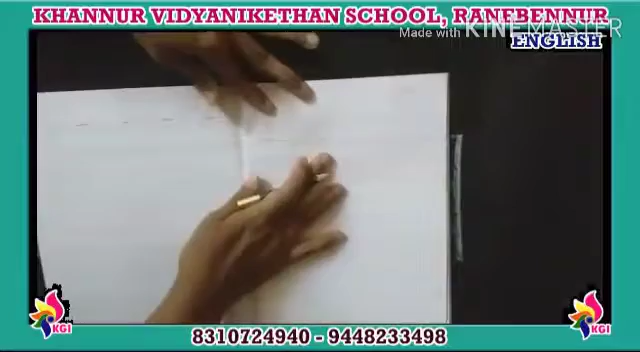 KHANNUR VIDYANIKETHAN SCHOOL, RANEBENNUR
Made with KINEMASTER
ENGLISH
KGI
KGI
8310724940 - 9448233498